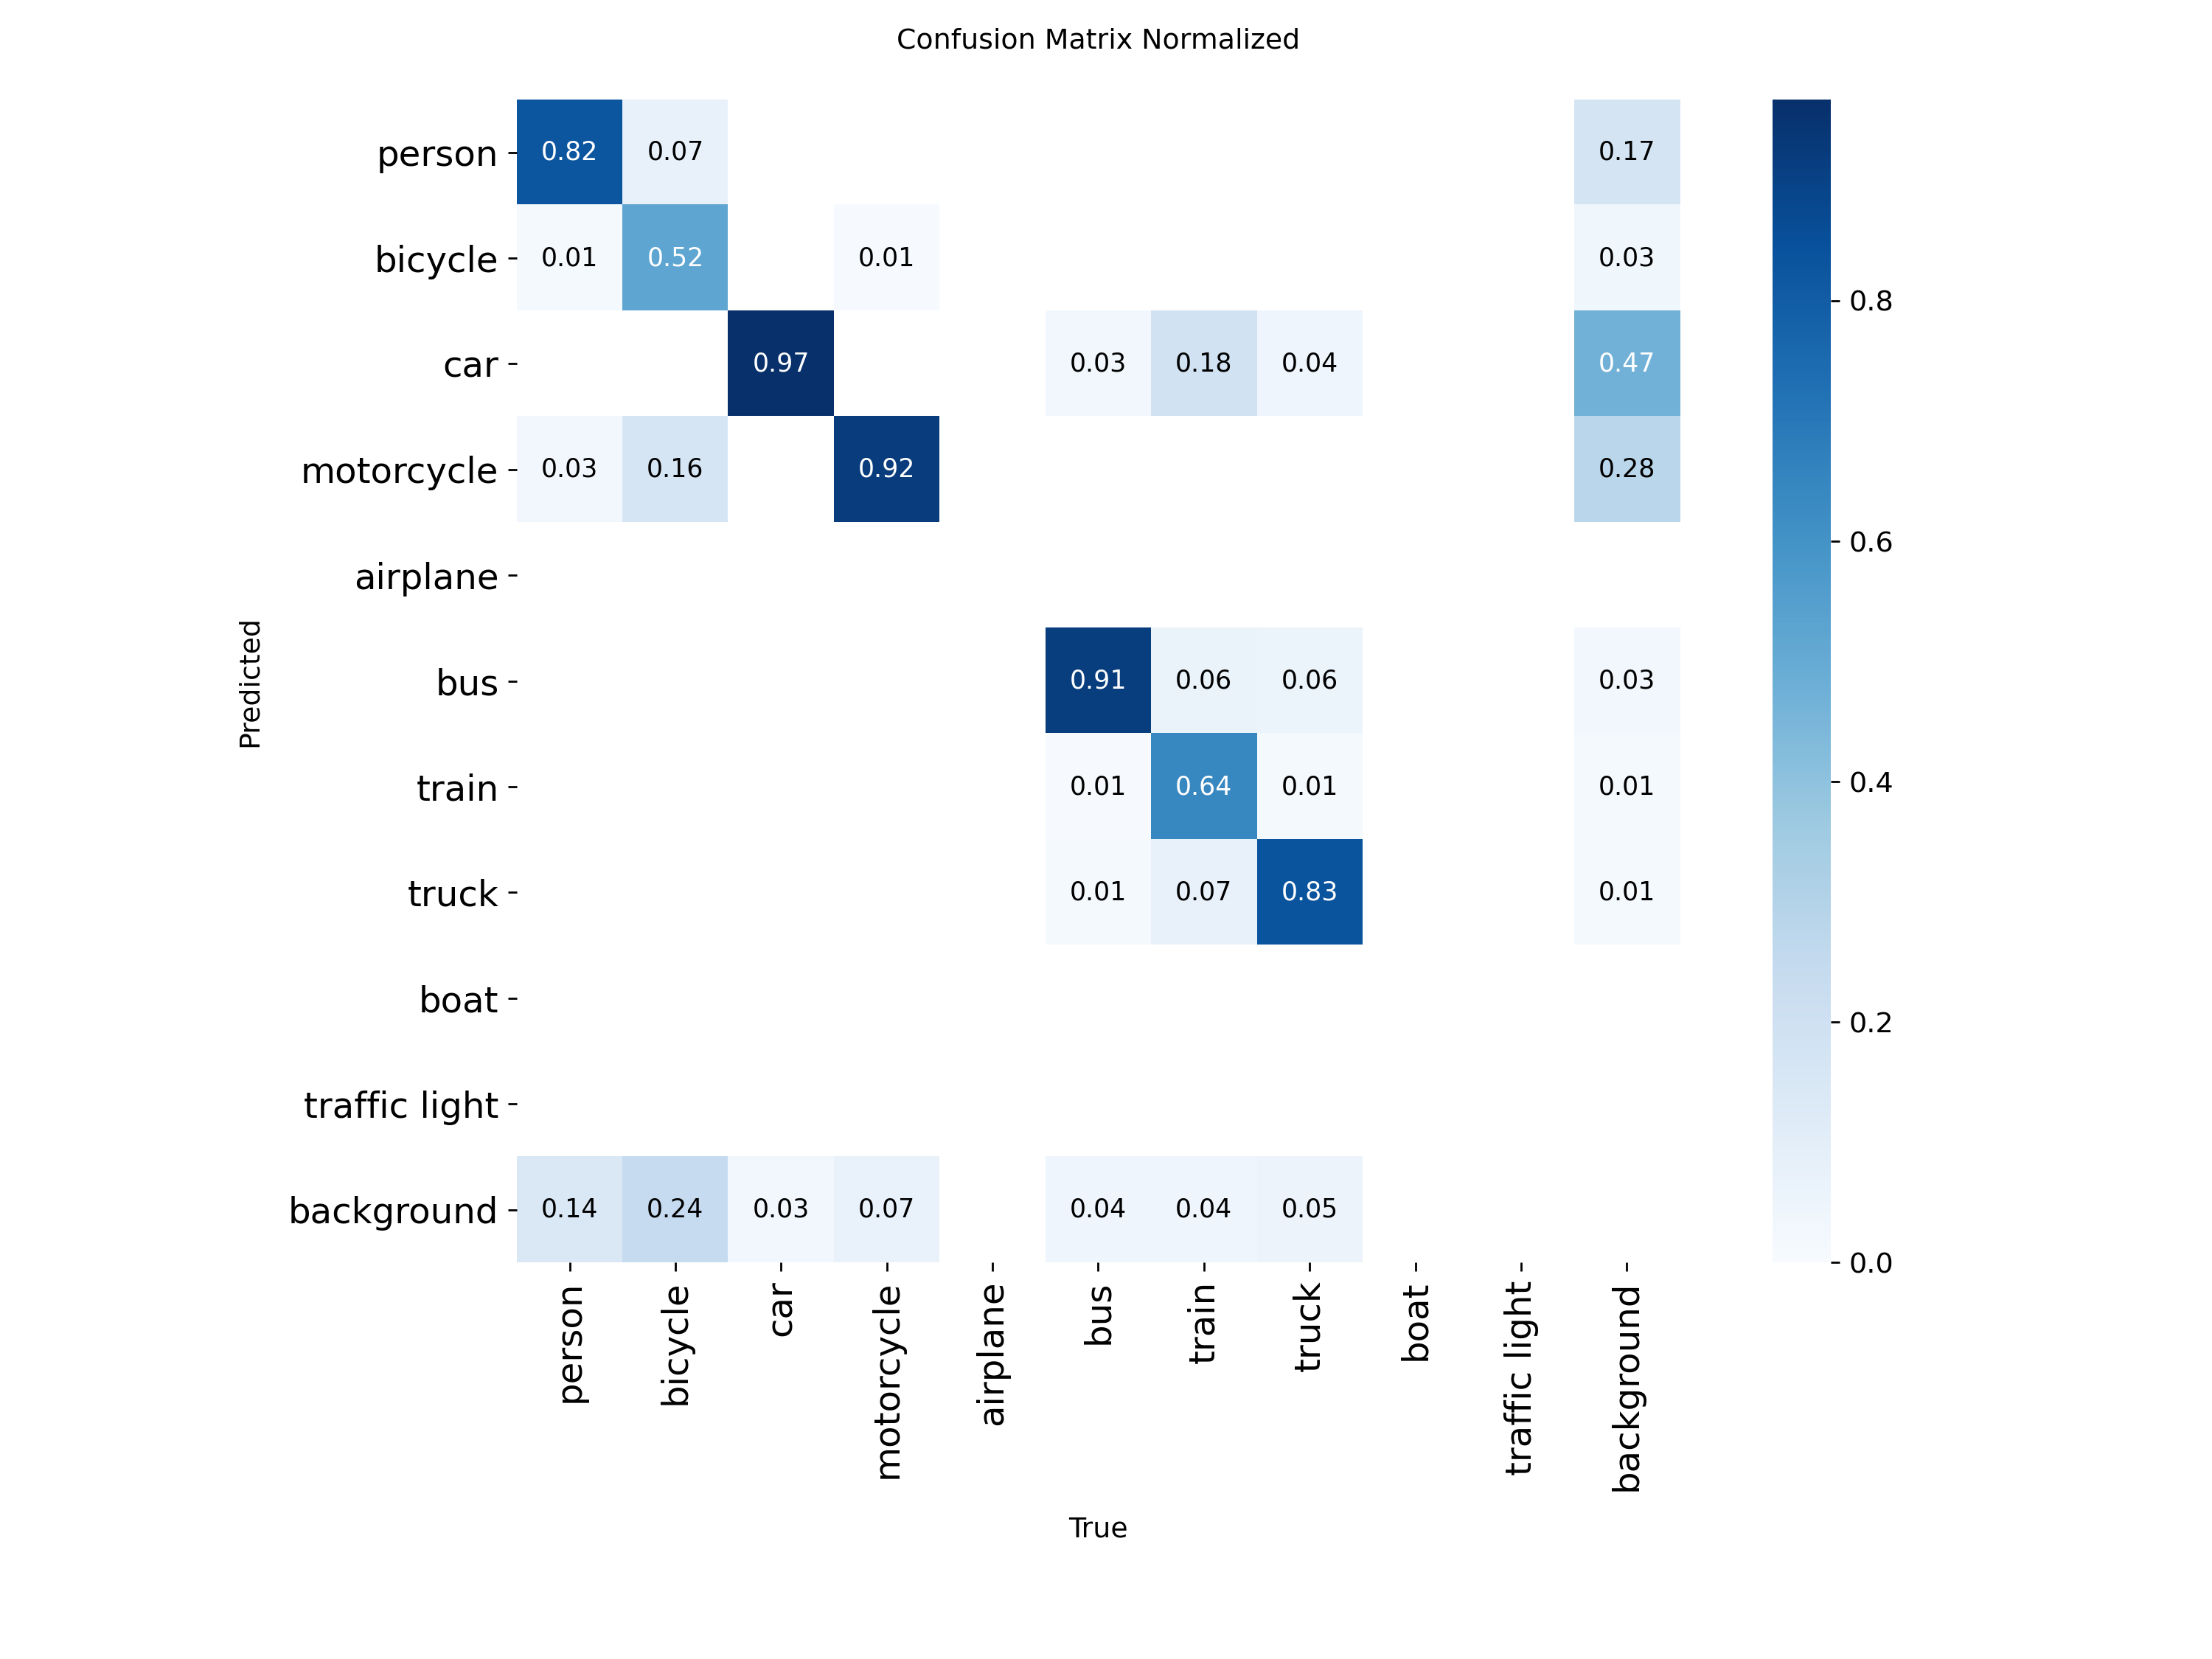 Confusion Matrix Normalized
person 0.82 0.07 0.17
bicycle 0.01 0.52 0.01 0.03
0.8
car 0.97 0.03 0.18 0.04 0.47
motorcycle 0.03 0.16 0.92 0.28
0.6
airplane
Predicted
bus 0.91 0.06 0.06 0.03
train 0.01 0.64 0.01 0.01
0.4
truck 0.01 0.07 0.83 0.01
boat
0.2
traffic light
background 0.14 0.24 0.03 0.07 0.04 0.04 0.05
0.0
person bicycle car motorcycle airplane bus train truck boat traffic light background
True